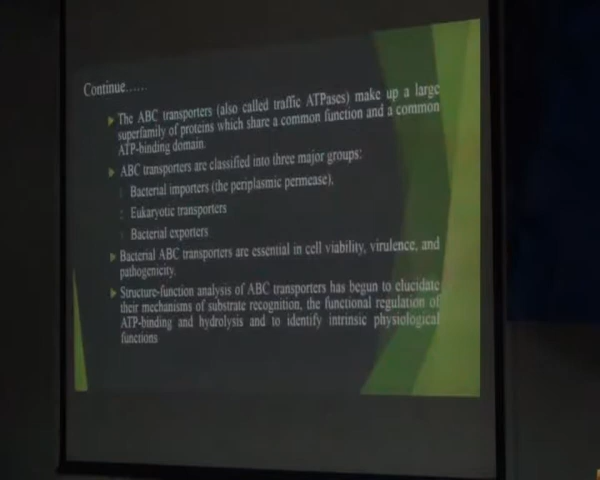 Continue......
The ABC transporters (also called traffic ATPases) make up a large
superfamily of proteins which share a common function and a common
ATP-binding domain.
ABC transporters are classified into three major groups:
Bacterial importers (the periplasmic permease),
Eukaryotic transporters
Bacterial exporters
Bacterial ABC transporters are essential in cell viability, virulence, and
pathogenicity.
Structure-function analysis of ABC transporters has begun to elucidate
their mechanisms of substrate recognition, the functional regulation of
ATP-binding and hydrolysis and to identify intrinsic physiological
functions